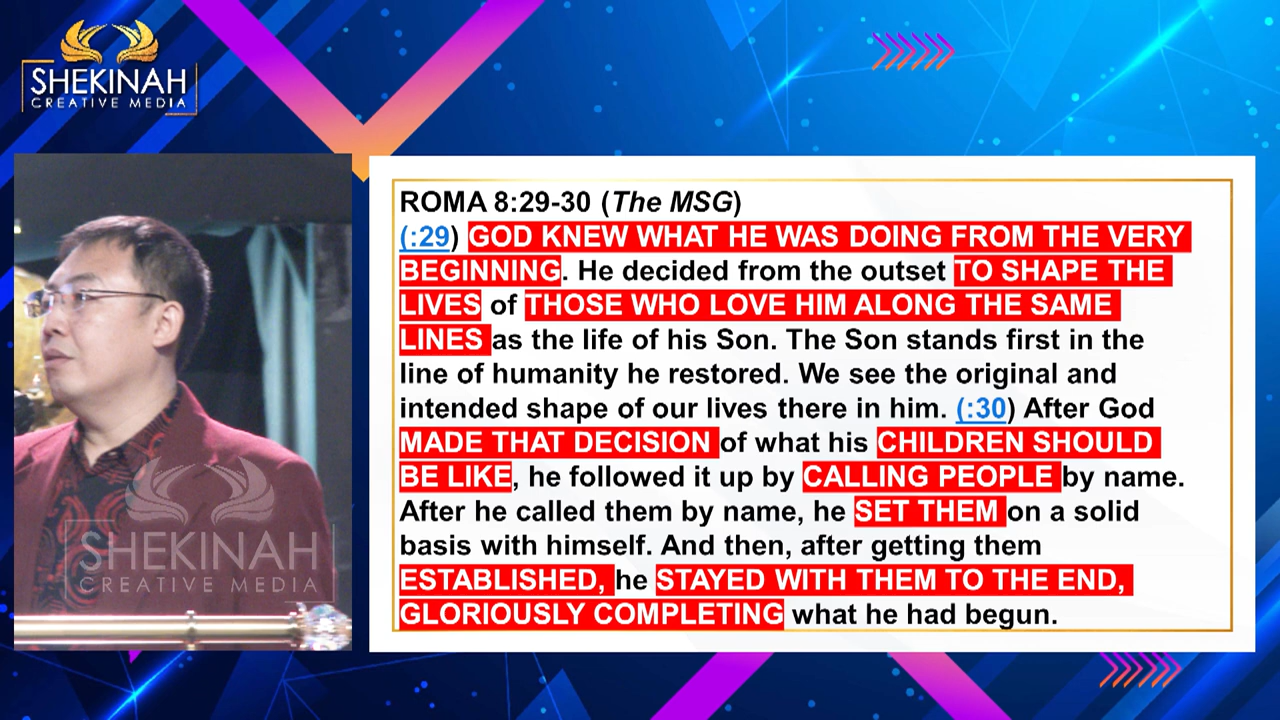 SHEKINAH
CREATIVE MEDIA
ROMA 8:29-30 (The MSG)
(:29) GOD KNEW WHAT HE WAS DOING FROM THE VERY
BEGINNING. He decided from the outset TO SHAPE THE
LIVES of THOSE WHO LOVE HIM ALONG THE SAME
LINES as the life of his Son. The Son stands first in the
line of humanity he restored. We see the original and
intended shape of our lives there in him. (:30) After God
MADE THAT DECISION of what his CHILDREN SHOULD
BE LIKE, he followed it up by CALLING PEOPLE by name.
After he called them by name, he SET THEM on a solid
basis with himself. And then, after getting them
ESTABLISHED, he STAYED WITH THEM TO THE END,
GLORIOUSLY COMPLETING what he had begun.
SHEKINAH
CREATIVE MEDIA